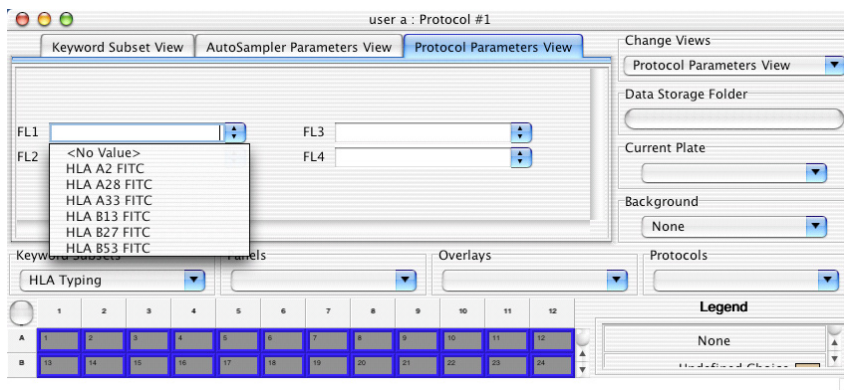 user a : Protocol #1
Keyword Subset View
AutoSampler Parameters View
Protocol Parameters View
Change Views
Protocol Parameters View
Data Storage Folder
FL1
FL3
FL2
FL4
<No Value>
HLA A2 FITC
HLA A28 FITC
HLA A33 FITC
HLA B13 FITC
HLA B27 FITC
HLA B53 FITC
Current Plate
Background
None
Keyword Subsets
Panels
Overlays
Protocols
HLA Typing
1 2 3 4 5 6 7 8 9 10 11 12
Legend
A 1 2 3 4 5 6 7 8 9 10 11 12
None
B 13 14 15 16 17 18 19 20 21 22 23 24
Undefined Choice